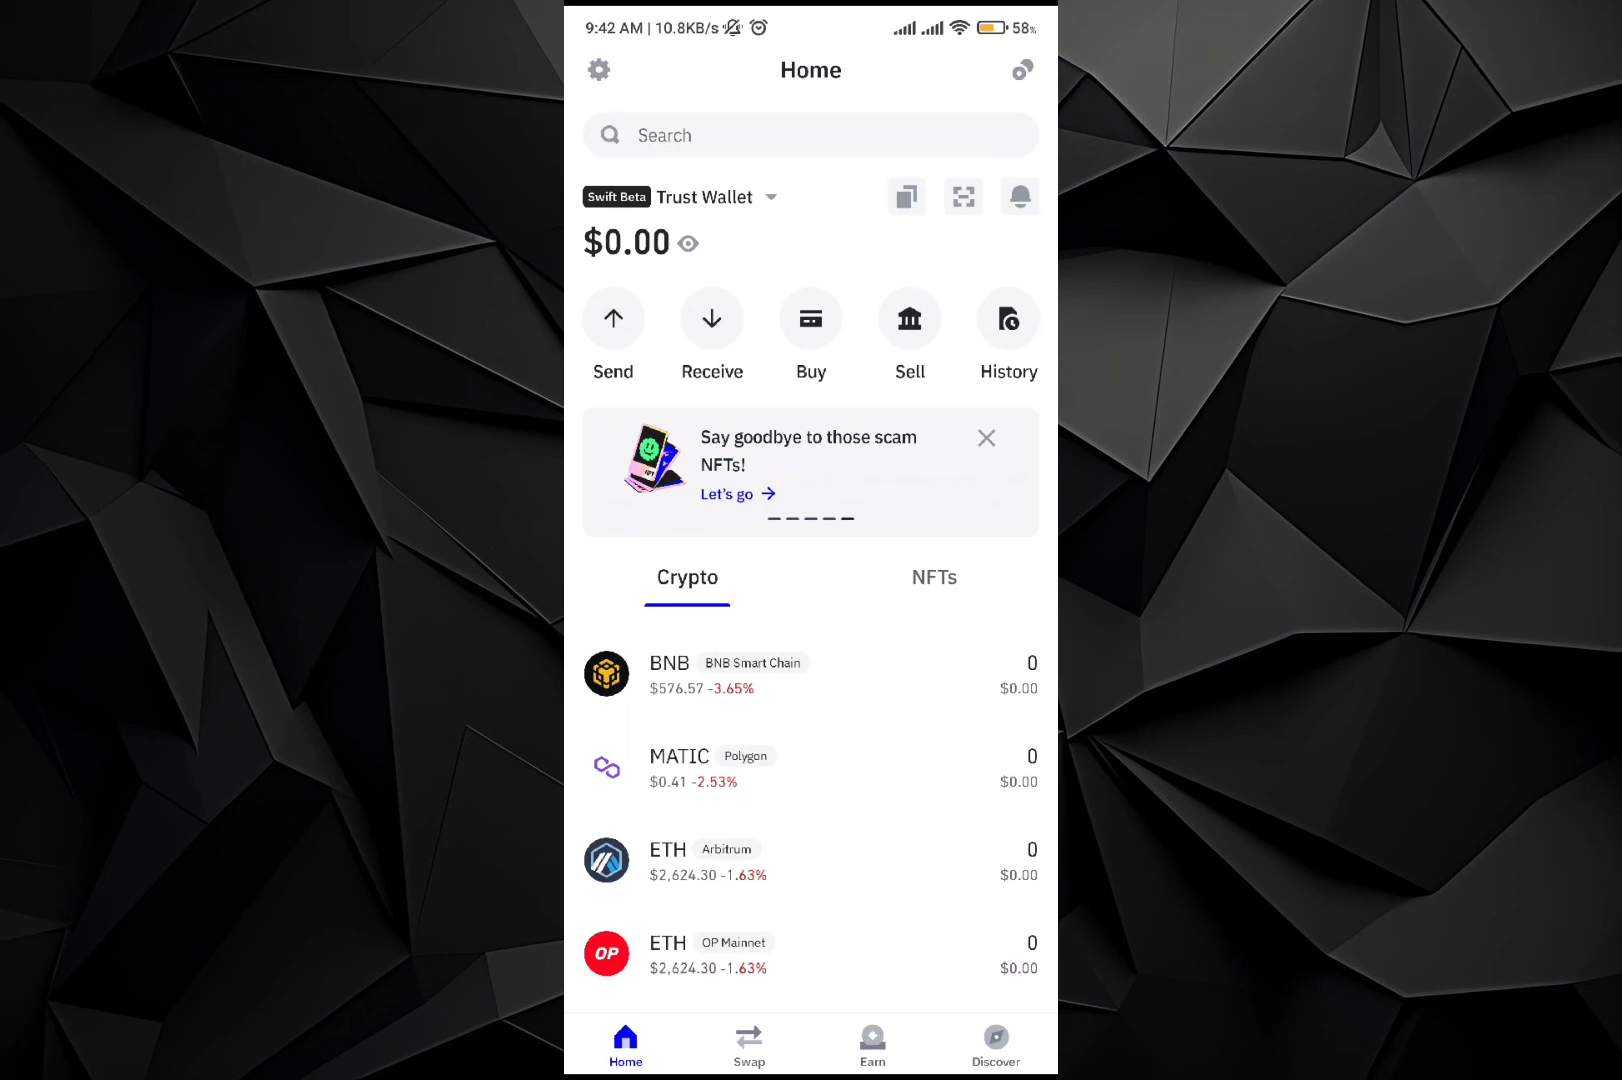 9:42 AM | 10.8KB/s 58%
Home
Search
Swift Beta Trust Wallet
$0.00
Send Receive Buy Sell History
Say goodbye to those scam
NFTs!
Let's go →
Crypto NFTs
BNB BNB Smart Chain 0
$576.57 -3.65% $0.00
MATIC Polygon 0
$0.41 -2.53% $0.00
ETH Arbitrum 0
$2,624.30 -1.63% $0.00
OP ETH OP Mainnet 0
$2,624.30 -1.63% $0.00
Home Swap Earn Discover